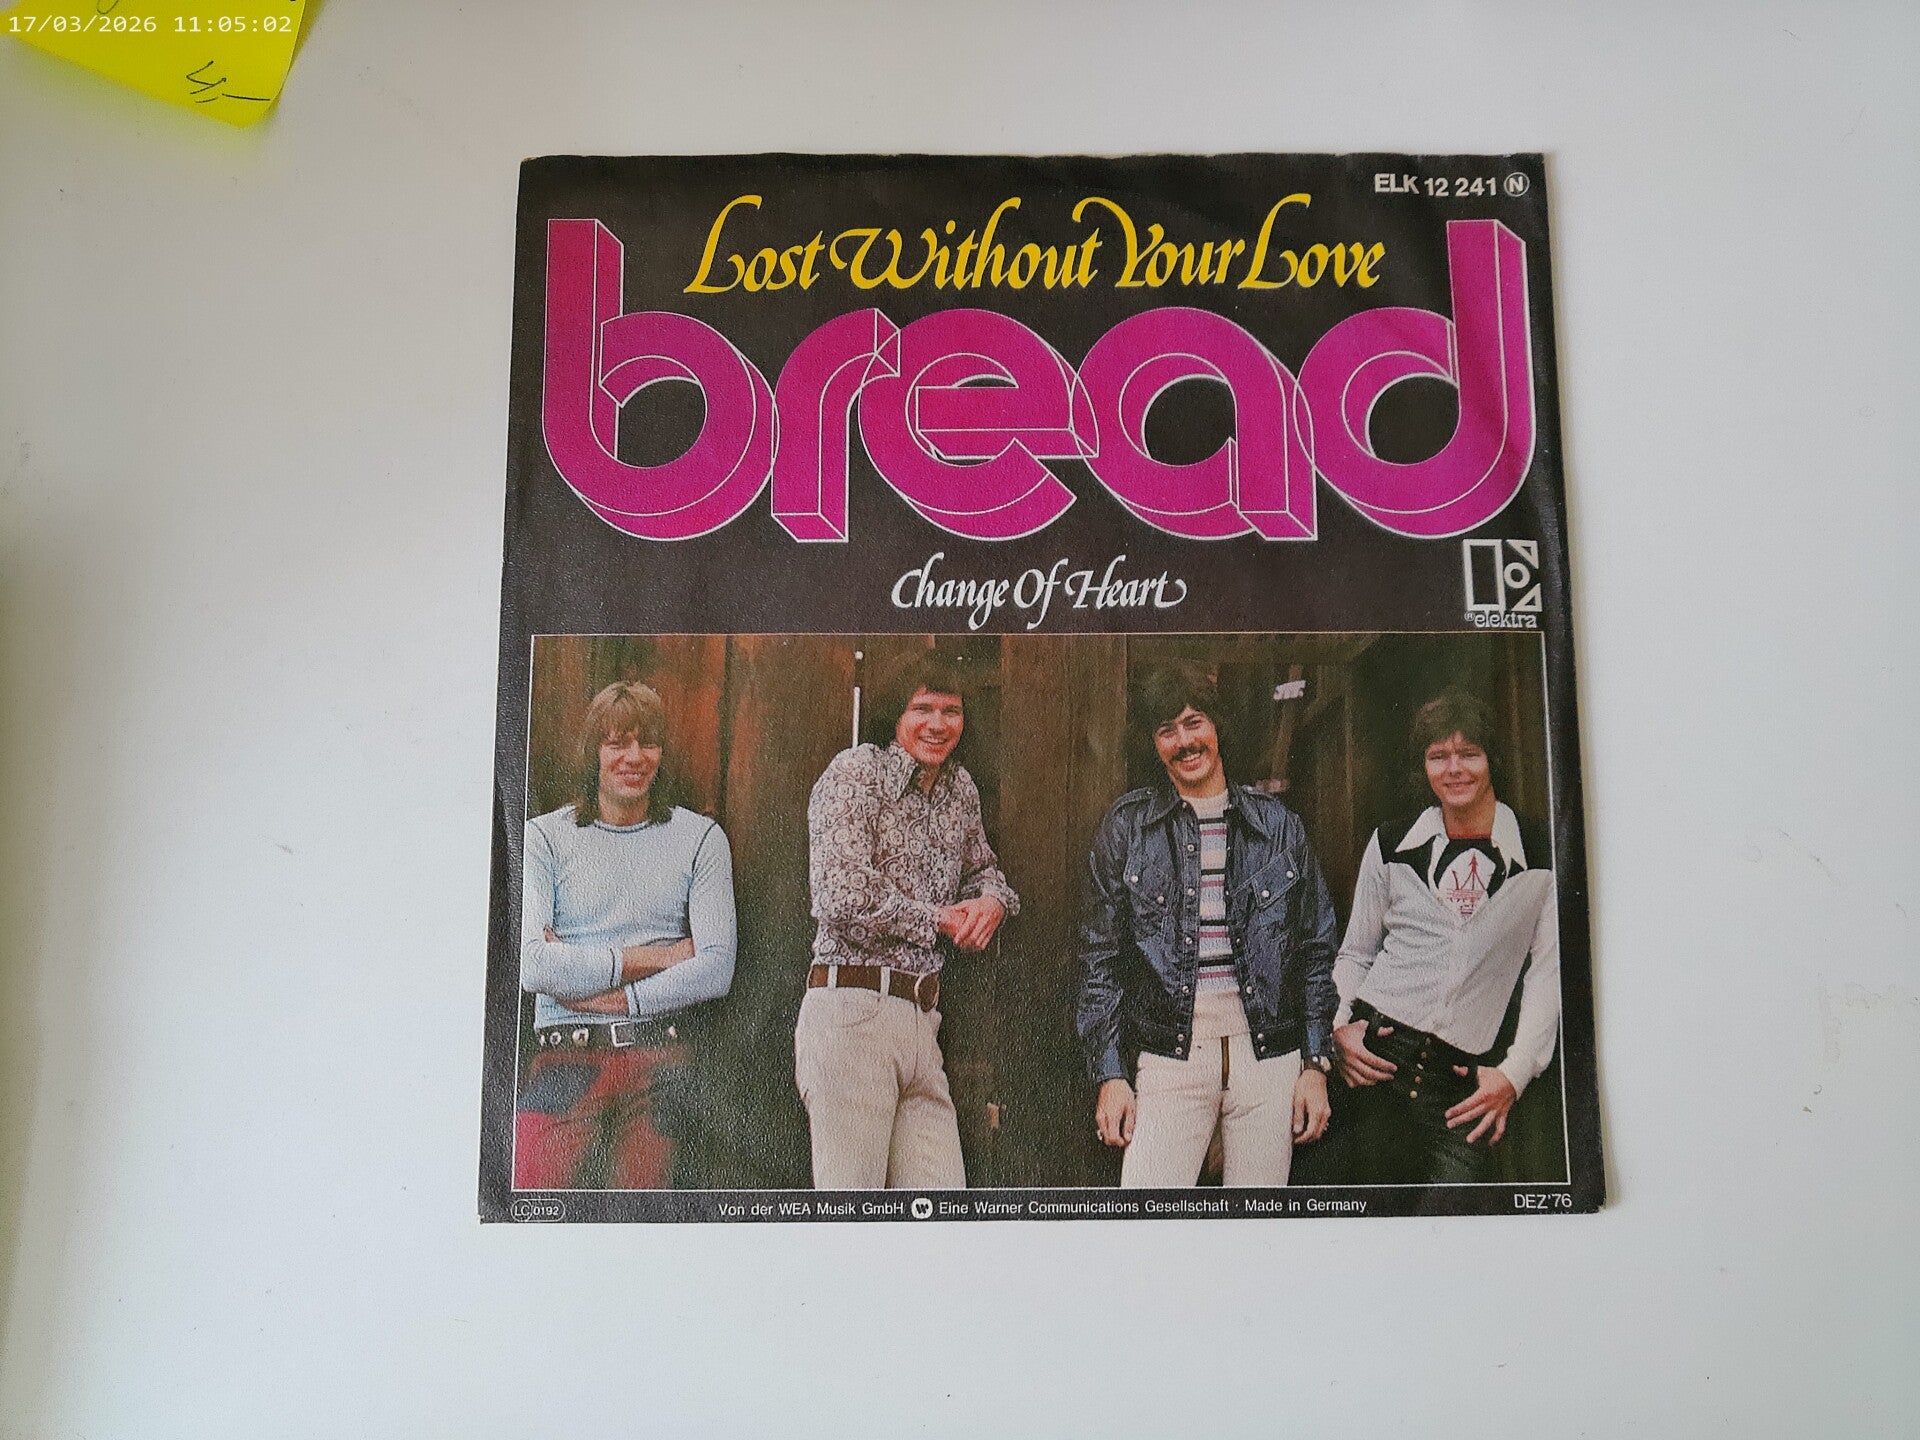 17/03/2026 11:05:02
4,–
ELK 12 241 N
Lost Without Your Love
bread
Change Of Heart
® elektra
LC 0192
Von der WEA Musik GmbH W Eine Warner Communications Gesellschaft · Made in Germany
DEZ'76